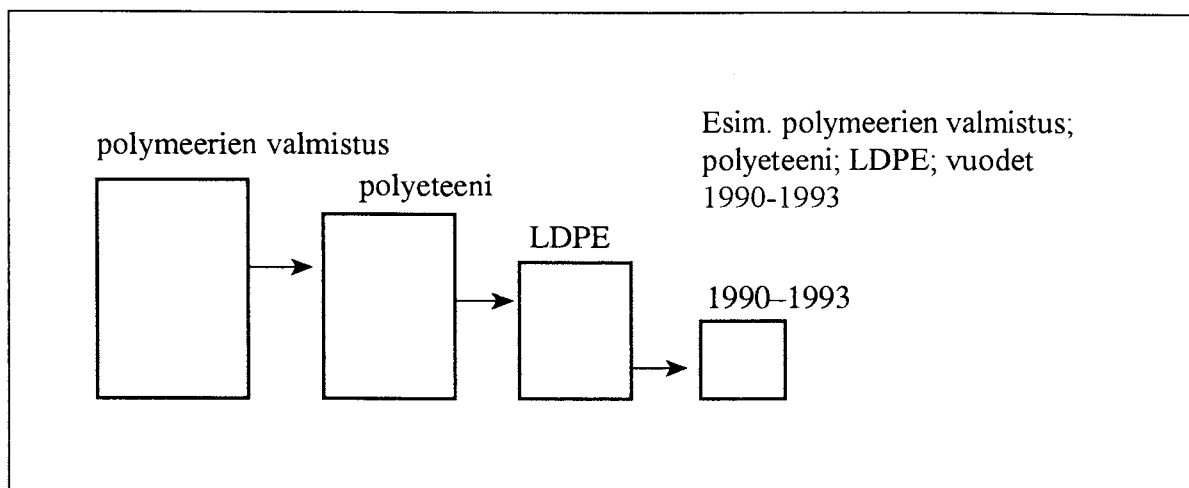 polymeerien valmistus
polyeteeni
LDPE
1990–1993
Esim. polymeerien valmistus;
polyeteeni; LDPE; vuodet
1990-1993